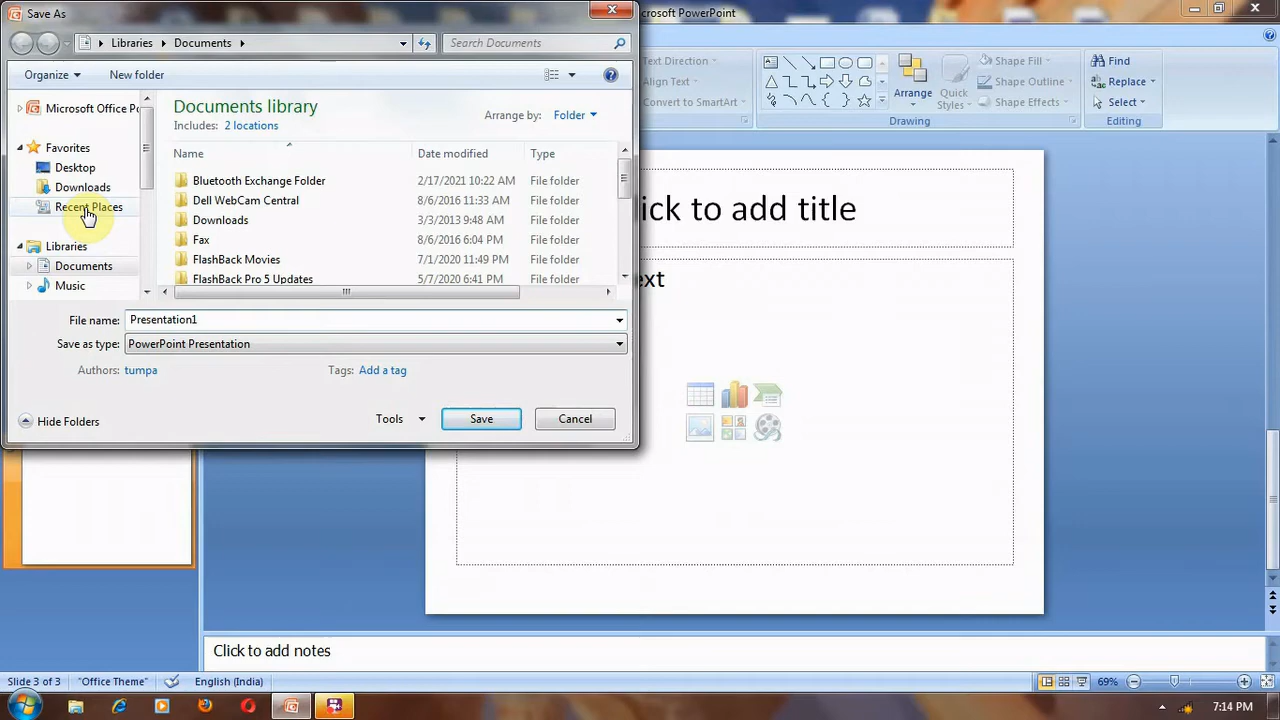 Save As
icrosoft PowerPoint
Libraries
Documents
Search Documents
Organize
New folder
Microsoft Office P
Favorites
Desktop
Downloads
Recent Places
Libraries
Documents
Music
Documents library
Includes: 2 locations
Arrange by: Folder
Name Date modified Type
Bluetooth Exchange Folder 2/17/2021 10:22 AM File folder
Dell WebCam Central 8/6/2016 11:33 AM File folder
Downloads 3/3/2013 9:48 AM File folder
Fax 8/6/2016 6:04 PM File folder
FlashBack Movies 7/1/2020 11:49 PM File folder
FlashBack Pro 5 Updates 5/7/2020 6:41 PM File folder
File name: Presentation1
Save as type: PowerPoint Presentation
Authors: tumpa Tags: Add a tag
Hide Folders
Tools
Save
Cancel
Text Direction
Align Text
Convert to SmartArt
Arrange
Quick
Styles
Shape Fill
Shape Outline
Shape Effects
Drawing
Find
Replace
Select
Editing
ick to add title
ext
Click to add notes
Slide 3 of 3
"Office Theme"
English (India)
69%
7:14 PM